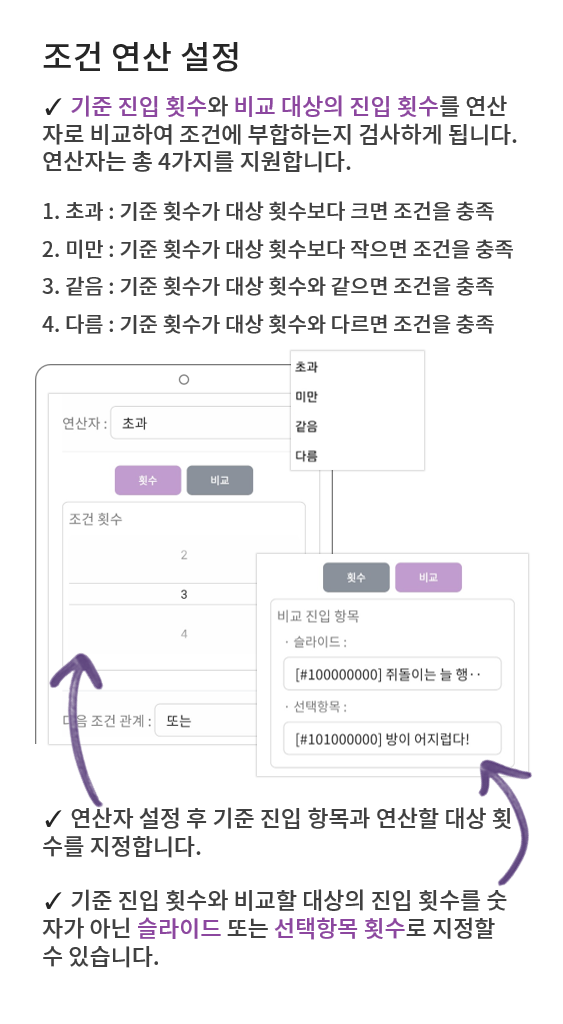 조건 연산 설정
✓ 기준 진입 횟수와 비교 대상의 진입 횟수를 연산
자로 비교하여 조건에 부합하는지 검사하게 됩니다.
연산자는 총 4가지를 지원합니다.
1. 초과 : 기준 횟수가 대상 횟수보다 크면 조건을 충족
2. 미만 : 기준 횟수가 대상 횟수보다 작으면 조건을 충족
3. 같음 : 기준 횟수가 대상 횟수와 같으면 조건을 충족
4. 다름 : 기준 횟수가 대상 횟수와 다르면 조건을 충족
초과
미만
같음
다름
연산자 : 초과
횟수 비교
조건 횟수
2
3
4
다음 조건 관계 : 또는
횟수 비교
비교 진입 항목
· 슬라이드 :
[#100000000] 쥐돌이는 늘 행··
· 선택항목 :
[#101000000] 방이 어지럽다!
✓ 연산자 설정 후 기준 진입 항목과 연산할 대상 횟
수를 지정합니다.
✓ 기준 진입 횟수와 비교할 대상의 진입 횟수를 숫
자가 아닌 슬라이드 또는 선택항목 횟수로 지정할
수 있습니다.